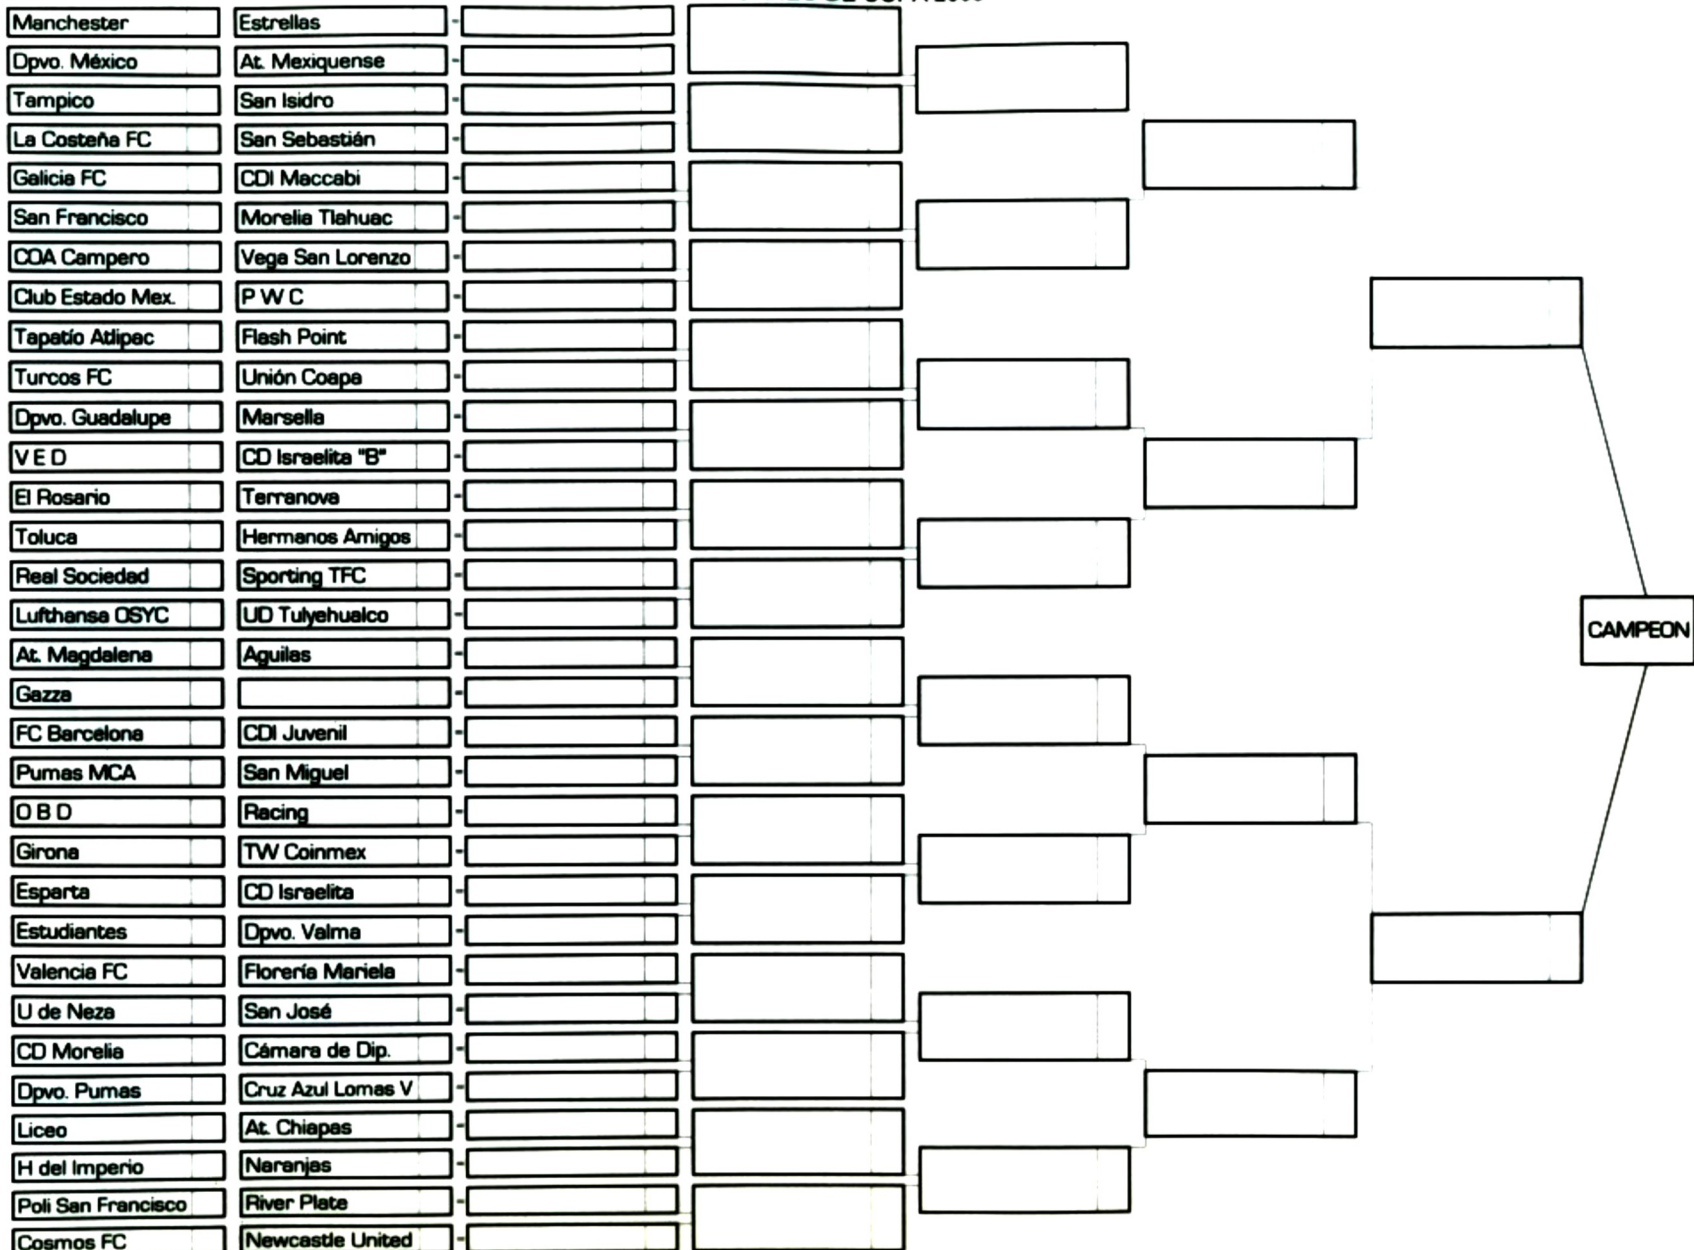 Manchester Estrellas -
Dpvo. México At. Mexiquense -
Tampico San Isidro -
La Costeña FC San Sebastián -
Galicia FC CDI Maccabi -
San Francisco Morelia Tlahuac -
COA Campero Vega San Lorenzo -
Club Estado Mex. P W C -
Tapatío Atlipac Flash Point -
Turcos FC Unión Coapa -
Dpvo. Guadalupe Marsella -
V E D CD Israelita "B" -
El Rosario Terranova -
Toluca Hermanos Amigos -
Real Sociedad Sporting TFC -
Lufthansa OSYC UD Tulyehualco -
CAMPEON
At. Magdalena Aguilas -
Gazza -
FC Barcelona CDI Juvenil -
Pumas MCA San Miguel -
O B D Racing -
Girona TW Coinmex -
Esparta CD Israelita -
Estudiantes Dpvo. Valma -
Valencia FC Florería Mariela -
U de Neza San José -
CD Morelia Cámara de Dip. -
Dpvo. Pumas Cruz Azul Lomas V -
Liceo At. Chiapas -
H del Imperio Naranjas -
Poli San Francisco River Plate -
Cosmos FC Newcastle United -